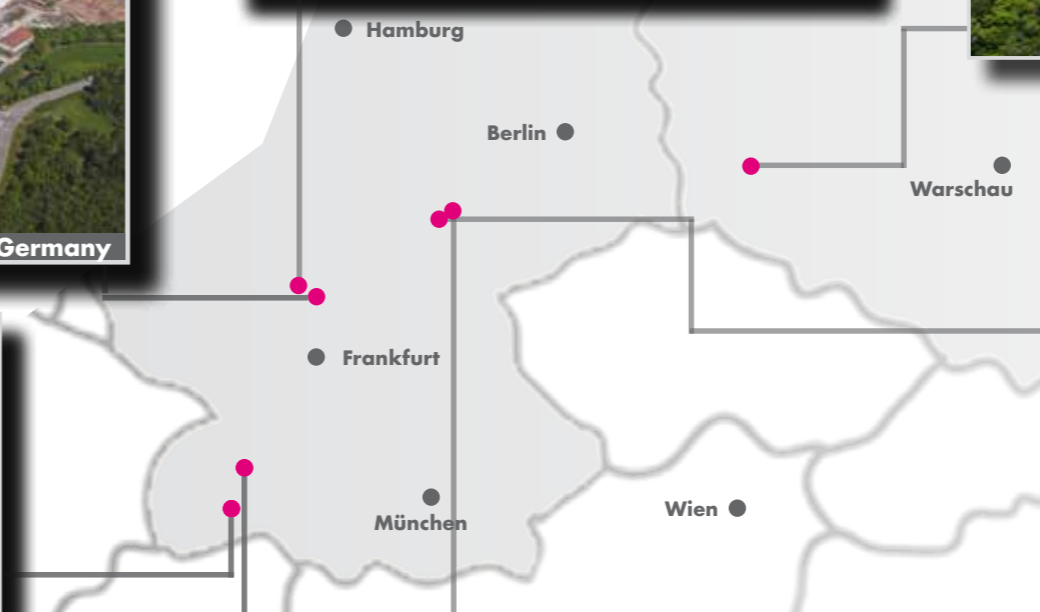 Hamburg
Berlin
Warschau
Germany
Frankfurt
München
Wien